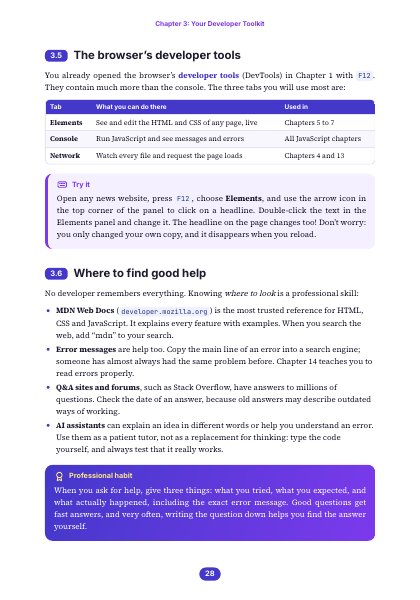 Chapter 3: Your Developer Toolkit
3.5 The browser's developer tools
You already opened the browser's developer tools (DevTools) in Chapter 1 with F12.
They contain much more than the console. The three tabs you will use most are:
Tab What you can do there Used in
Elements See and edit the HTML and CSS of any page, live Chapters 5 to 7
Console Run JavaScript and see messages and errors All JavaScript chapters
Network Watch every file and request the page loads Chapters 4 and 13
Try it
Open any news website, press F12, choose Elements, and use the arrow icon in
the top corner of the panel to click on a headline. Double-click the text in the
Elements panel and change it. The headline on the page changes too! Don't worry:
you only changed your own copy, and it disappears when you reload.
3.6 Where to find good help
No developer remembers everything. Knowing where to look is a professional skill:
• MDN Web Docs (developer.mozilla.org) is the most trusted reference for HTML,
CSS and JavaScript. It explains every feature with examples. When you search the
web, add "mdn" to your search.
• Error messages are help too. Copy the main line of an error into a search engine;
someone has almost always had the same problem before. Chapter 14 teaches you to
read errors properly.
• Q&A sites and forums, such as Stack Overflow, have answers to millions of
questions. Check the date of an answer, because old answers may describe outdated
ways of working.
• AI assistants can explain an idea in different words or help you understand an error.
Use them as a patient tutor, not as a replacement for thinking: type the code
yourself, and always test that it really works.
Professional habit
When you ask for help, give three things: what you tried, what you expected, and
what actually happened, including the exact error message. Good questions get
fast answers, and very often, writing the question down helps you find the answer
yourself.
28